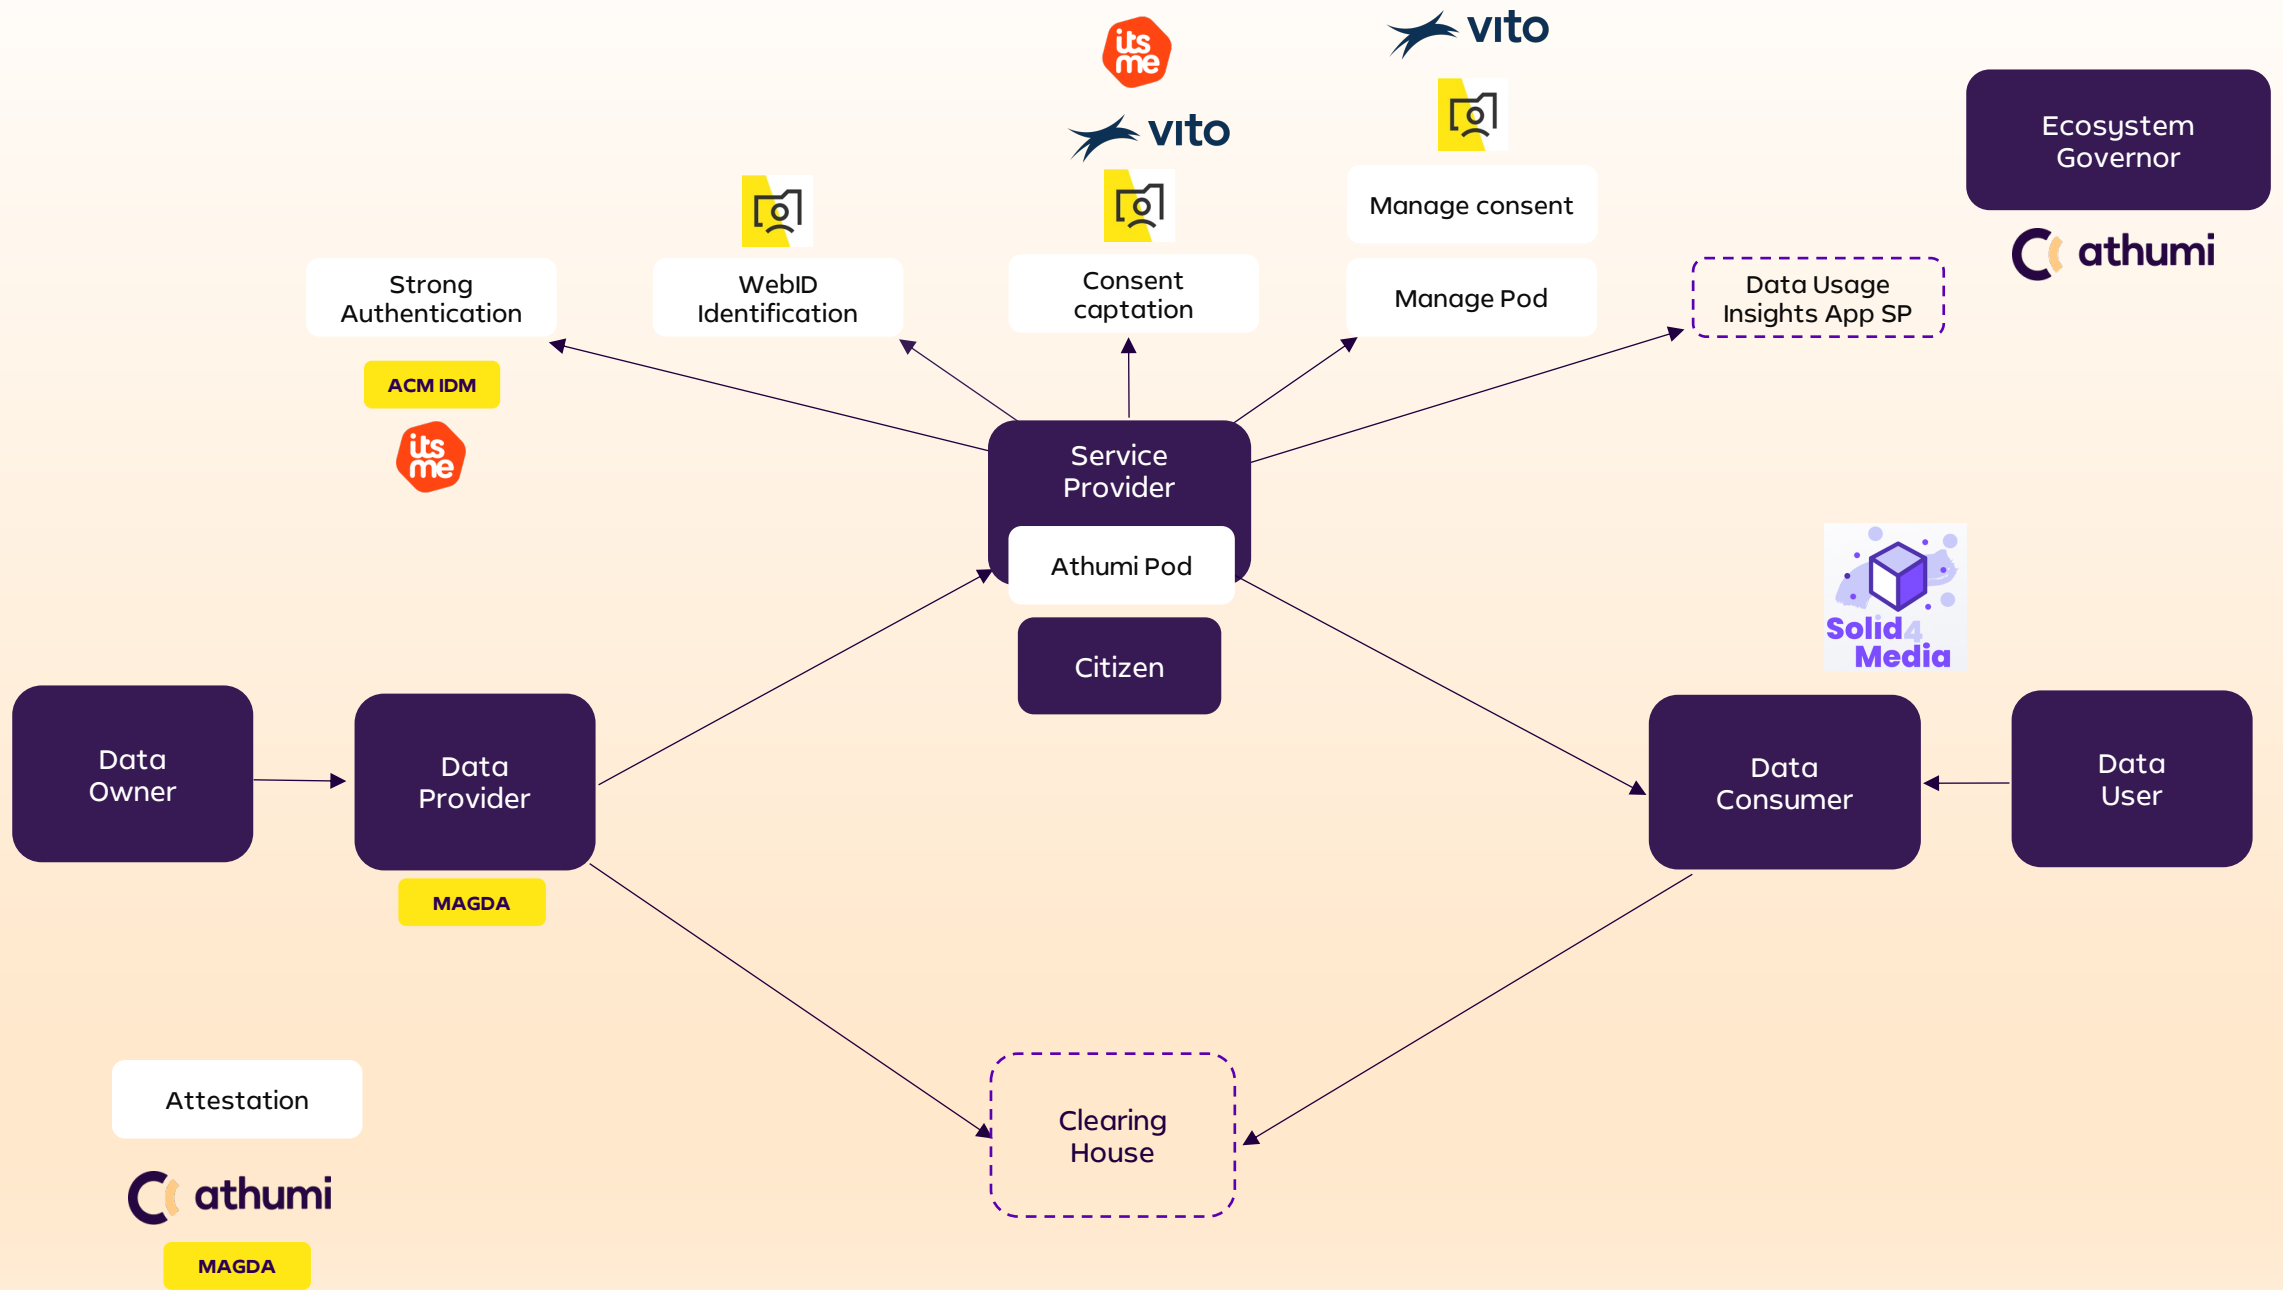 its
me
vito
vito
Ecosystem
Governor
athumi
Manage consent
Strong
Authentication
WebID
Identification
Consent
captation
Manage Pod
Data Usage
Insights App SP
ACM IDM
its
me
Service
Provider
Athumi Pod
Citizen
Solid4
Media
Data
Owner
Data
Provider
Data
Consumer
Data
User
MAGDA
Attestation
Clearing
House
athumi
MAGDA